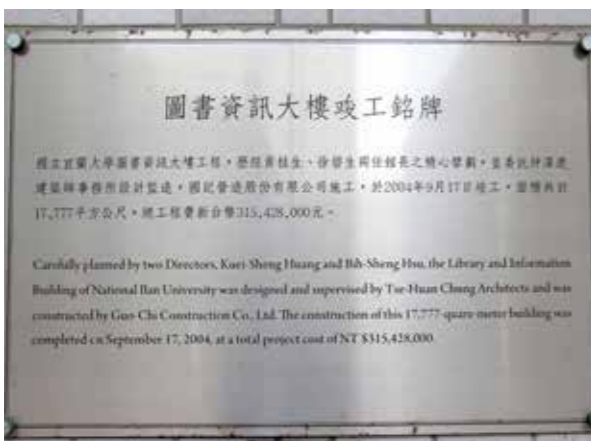 圖書資訊大樓竣工銘牌
國立宜蘭大學圖書資訊大樓工程,歷經黃桂生、徐碧生兩任館長之精心擘劃,並委託
建築師事務所設計監造,國記營造股份有限公司施工,於2004年9月17日竣工,面積共計
17,777平方公尺,總工程費新台幣315,428,000元。
Carefully planned by two Directors, Kuei-Sheng Huang and Bih-Sheng Hsu, the Library and Information
Building of National Ilan University was designed and supervised by Tse-Huan Chung Architects and was
constructed by Guo-Chi Construction Co., Ltd. The construction of this 17,777-quare-meter building was
completed on September 17, 2004, at a total project cost of NT $315,428,000.